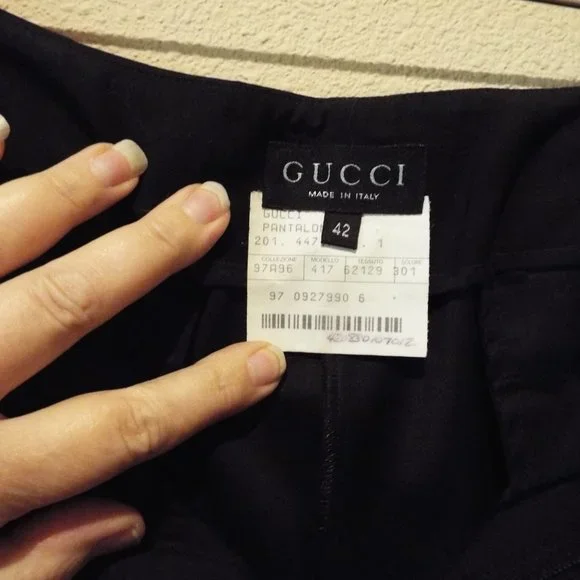 GUCCI
MADE IN ITALY
42
GUCCI
PANTALO
201. 447 1
COLLEZIONE MODELLO TESSUTO COLORE
97A96 417 62129 301
97 0927990 6